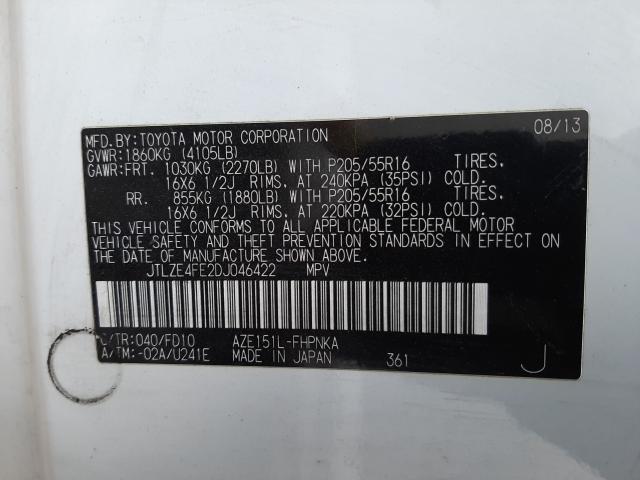 MFD.BY:TOYOTA MOTOR CORPORATION 08/13
GVWR:1860KG (4105LB)
GAWR:FRT. 1030KG (2270LB) WITH P205/55R16 TIRES,
16X6 1/2J RIMS, AT 240KPA (35PSI) COLD.
RR. 855KG (1880LB) WITH P205/55R16 TIRES,
16X6 1/2J RIMS, AT 220KPA (32PSI) COLD.
THIS VEHICLE CONFORMS TO ALL APPLICABLE FEDERAL MOTOR
VEHICLE SAFETY AND THEFT PREVENTION STANDARDS IN EFFECT ON
THE DATE OF MANUFACTURE SHOWN ABOVE.
JTLZE4FE2DJ046422 MPV
C/TR:040/FD10 AZE151L-FHPNKA
A/TM:-02A/U241E MADE IN JAPAN 361 J